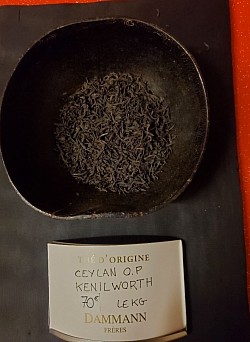 THÉ D'ORIGINE
CEYLAN O.P
KENILWORTH
70€ LE KG
DAMMANN
FRÈRES